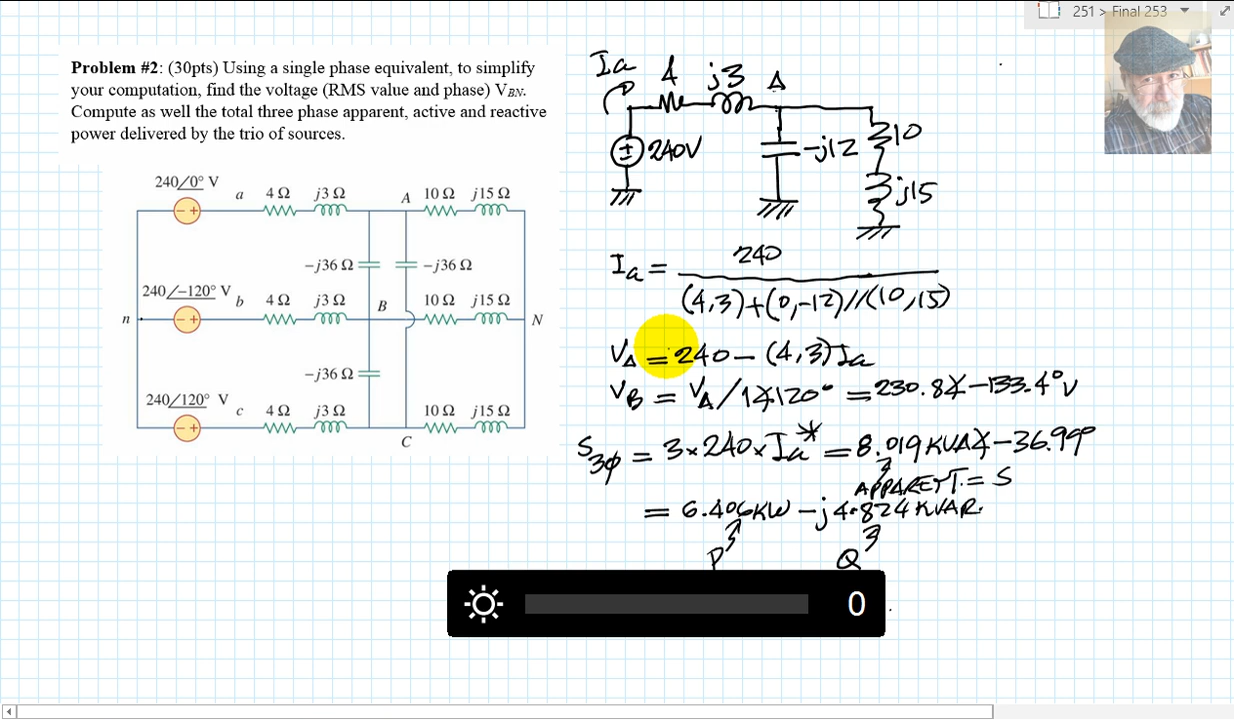 251 > Final 253
Problem #2: (30pts) Using a single phase equivalent, to simplify
your computation, find the voltage (RMS value and phase) V_BN.
Compute as well the total three phase apparent, active and reactive
power delivered by the trio of sources.
240/0° V
a 4 Ω j3 Ω A 10 Ω j15 Ω
- +
-j36 Ω -j36 Ω
240/-120° V
b 4 Ω j3 Ω B 10 Ω j15 Ω
n - + N
-j36 Ω
240/120° V
c 4 Ω j3 Ω 10 Ω j15 Ω
- +
C
Ia 4 j3 A
± 240V -j12 10
j15
Ia = 240
(4,3)+(0,-12)//(10,15)
VA = 240 - (4,3)Ia
VB = VA/1∡120° = 230.8∡-133.4°V
S3φ = 3×240×Ia* = 8.019KVA∡-36.99°
APPARENT = S
= 6.406KW - j4.824KVAR.
P Q
0